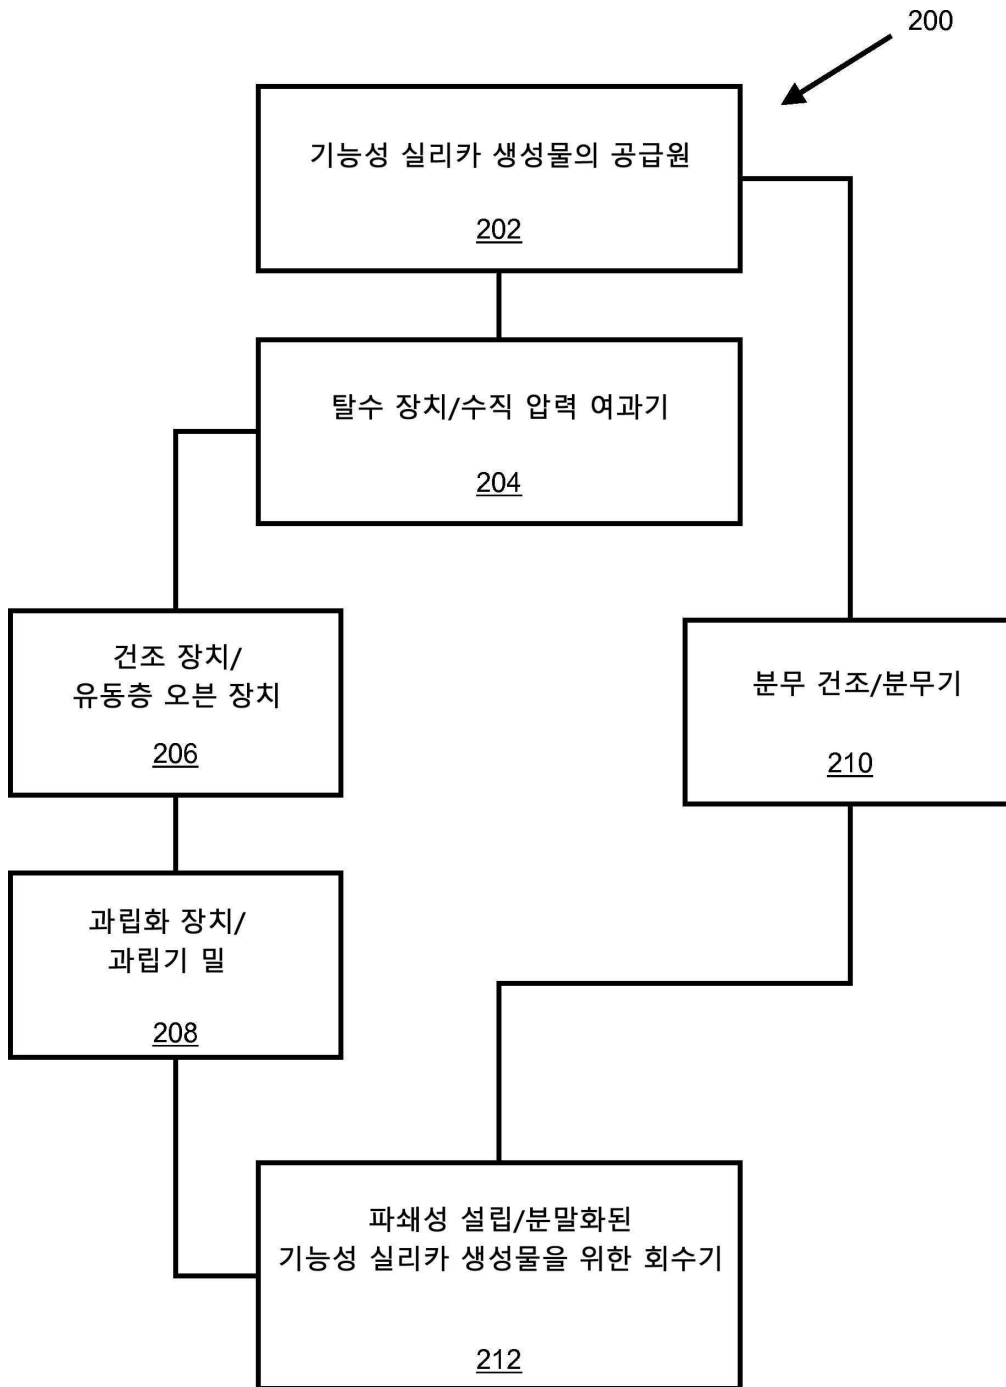 200
기능성 실리카 생성물의 공급원
202
탈수 장치/수직 압력 여과기
204
건조 장치/
유동층 오븐 장치
206
분무 건조/분무기
210
과립화 장치/
과립기 밀
208
파쇄성 설립/분말화된
기능성 실리카 생성물을 위한 회수기
212